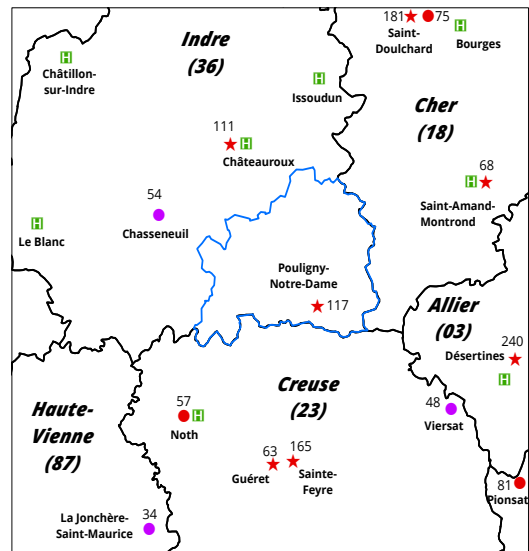 181
75
Saint-
Doulchard
H
Bourges
Indre
(36)
H
Châtillon-
sur-Indre
H
Issoudun
Cher
(18)
111
H
Châteauroux
68
H
Saint-Amand-
Montrond
54
Chasseneuil
H
Le Blanc
Pouligny-
Notre-Dame
117
Allier
(03)
240
Désertines
H
Creuse
(23)
57
H
Noth
48
Viersat
Haute-
Vienne
(87)
63
165
Guéret
Sainte-
Feyre
81
Pionsat
34
La Jonchère-
Saint-Maurice